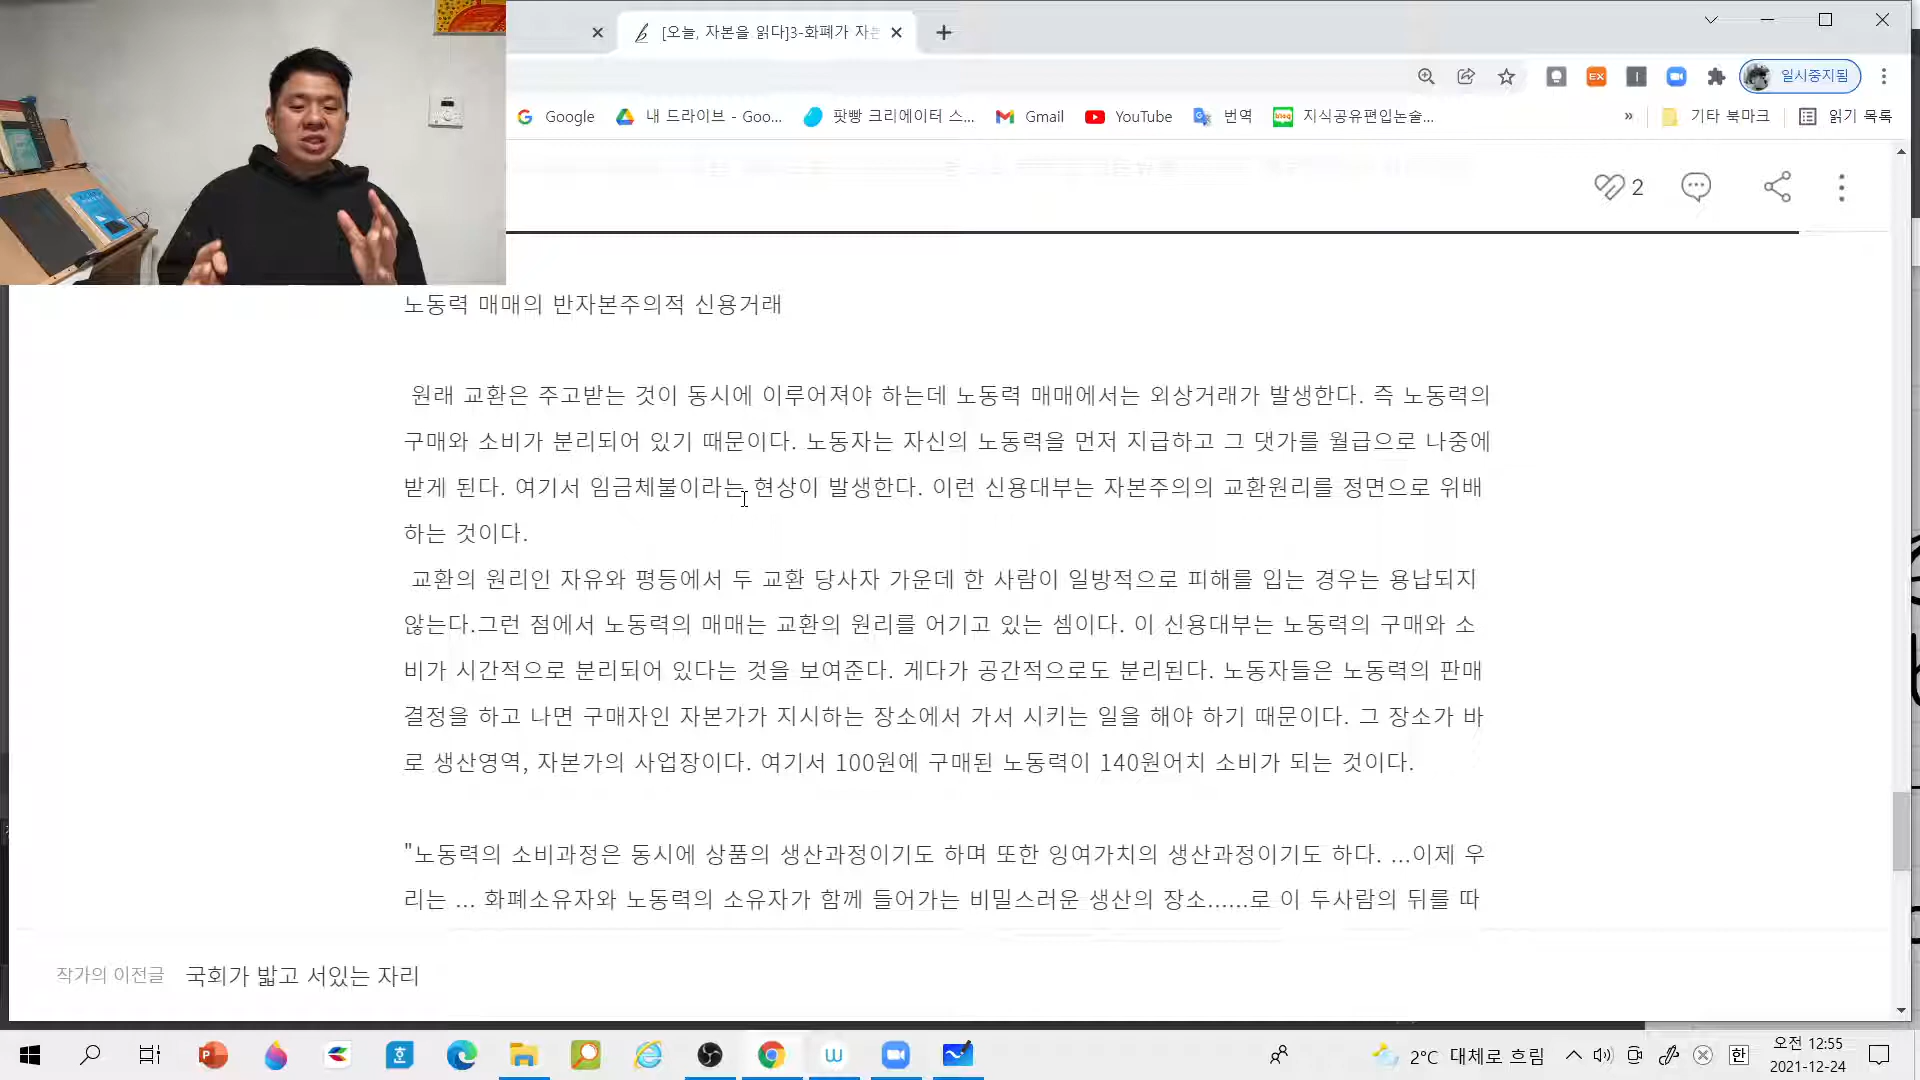 [오늘, 자본을 읽다]3-화폐가 자본
EX
일시중지됨
Google
내 드라이브 - Goo...
팟빵 크리에이터 스...
Gmail
YouTube
번역
blog
지식공유편입논술...
»
기타 북마크
읽기 목록
2
노동력 매매의 반자본주의적 신용거래
원래 교환은 주고받는 것이 동시에 이루어져야 하는데 노동력 매매에서는 외상거래가 발생한다. 즉 노동력의
구매와 소비가 분리되어 있기 때문이다. 노동자는 자신의 노동력을 먼저 지급하고 그 댓가를 월급으로 나중에
받게 된다. 여기서 임금체불이라는 현상이 발생한다. 이런 신용대부는 자본주의의 교환원리를 정면으로 위배
하는 것이다.
교환의 원리인 자유와 평등에서 두 교환 당사자 가운데 한 사람이 일방적으로 피해를 입는 경우는 용납되지
않는다.그런 점에서 노동력의 매매는 교환의 원리를 어기고 있는 셈이다. 이 신용대부는 노동력의 구매와 소
비가 시간적으로 분리되어 있다는 것을 보여준다. 게다가 공간적으로도 분리된다. 노동자들은 노동력의 판매
결정을 하고 나면 구매자인 자본가가 지시하는 장소에서 가서 시키는 일을 해야 하기 때문이다. 그 장소가 바
로 생산영역, 자본가의 사업장이다. 여기서 100원에 구매된 노동력이 140원어치 소비가 되는 것이다.
"노동력의 소비과정은 동시에 상품의 생산과정이기도 하며 또한 잉여가치의 생산과정이기도 하다. ...이제 우
리는 ... 화폐소유자와 노동력의 소유자가 함께 들어가는 비밀스러운 생산의 장소......로 이 두사람의 뒤를 따
작가의 이전글 국회가 밟고 서있는 자리
2°C 대체로 흐림
한
오전 12:55
2021-12-24